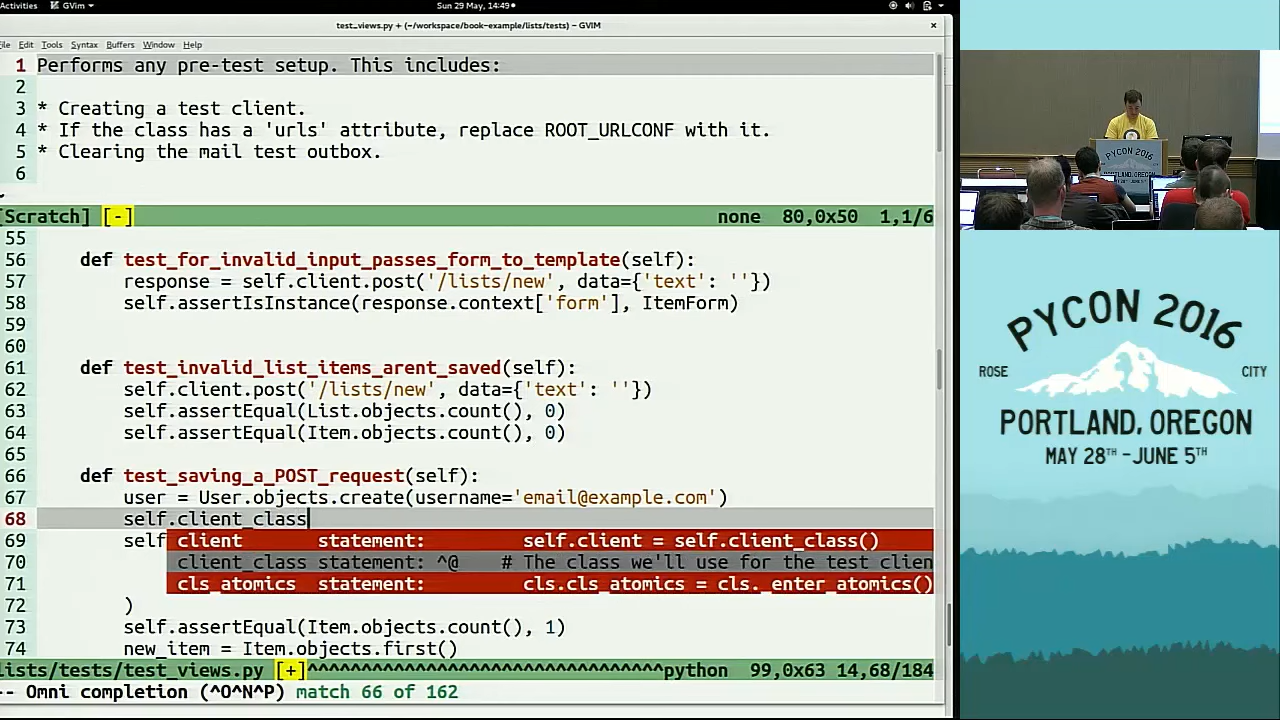 Activities GVim Sun 29 May, 14:49
test_views.py + (~/workspace/book-example/lists/tests) - GVIM
File Edit Tools Syntax Buffers Window Help
1 Performs any pre-test setup. This includes:
2
3 * Creating a test client.
4 * If the class has a 'urls' attribute, replace ROOT_URLCONF with it.
5 * Clearing the mail test outbox.
6
~
[Scratch] [-] none 80,0x50 1,1/6
55
56 def test_for_invalid_input_passes_form_to_template(self):
57 response = self.client.post('/lists/new', data={'text': ''})
58 self.assertIsInstance(response.context['form'], ItemForm)
59
60
61 def test_invalid_list_items_arent_saved(self):
62 self.client.post('/lists/new', data={'text': ''})
63 self.assertEqual(List.objects.count(), 0)
64 self.assertEqual(Item.objects.count(), 0)
65
66 def test_saving_a_POST_request(self):
67 user = User.objects.create(username='email@example.com')
68 self.client_class
69 self client statement: self.client = self.client_class()
70 client_class statement: ^@ # The class we'll use for the test clien
71 cls_atomics statement: cls.cls_atomics = cls._enter_atomics()
72 )
73 self.assertEqual(Item.objects.count(), 1)
74 new_item = Item.objects.first()
lists/tests/test_views.py [+]^^^^^^^^^^^^^^^^^^^^^^^^^^^^^^^^^python 99,0x63 14,68/184
-- Omni completion (^O^N^P) match 66 of 162
PYCON 2016
PORTLAND, OREGON
PYCON 2016
ROSE CITY
PORTLAND, OREGON
MAY 28TH -JUNE 5TH